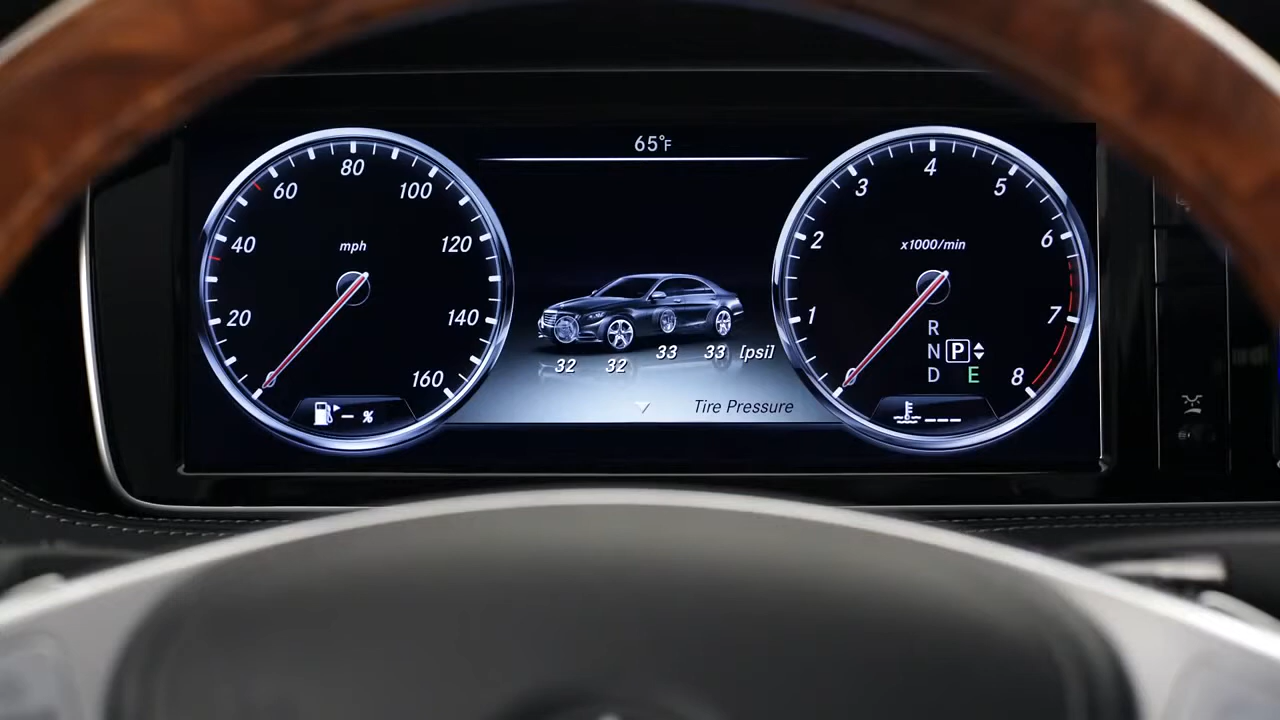 65°F
80
60
100
40
mph
120
20
140
160
– %
4
3
5
2
x1000/min
6
1
R
7
N P
D E
0
8
---
32 32 33 33 [psi]
Tire Pressure